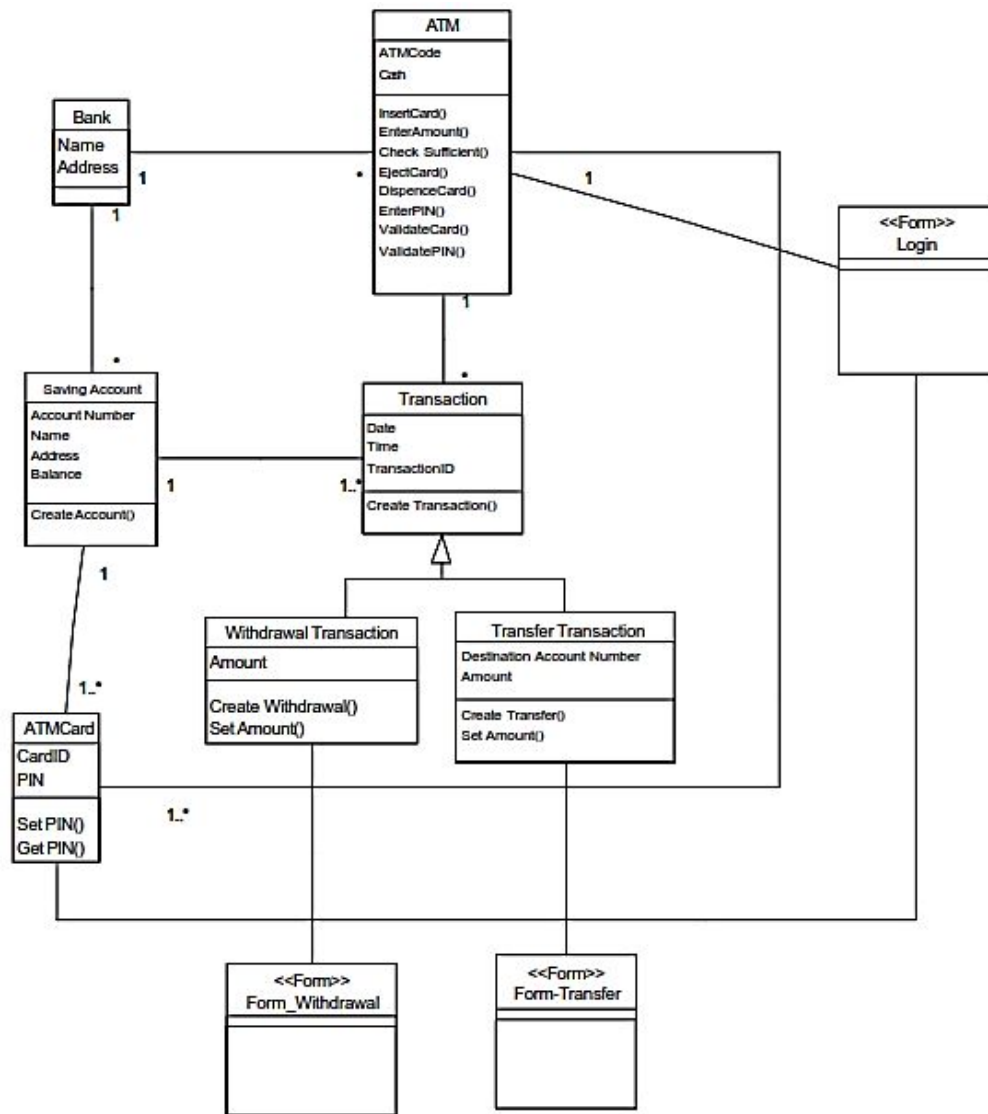 ATM
ATMCode
Cash
InsertCard()
EnterAmount()
Check Sufficient()
EjectCard()
DispenceCard()
EnterPIN()
ValidateCard()
ValidatePIN()
Bank
Name
Address
1
*
1
1
<<Form>>
Login
1
*
*
Saving Account
Account Number
Name
Address
Balance
CreateAccount()
Transaction
Date
Time
TransactionID
Create Transaction()
1
1..*
1
Withdrawal Transaction
Amount
Create Withdrawal()
Set Amount()
Transfer Transaction
Destination Account Number
Amount
Create Transfer()
Set Amount()
1..*
ATMCard
CardID
PIN
Set PIN()
Get PIN()
1..*
<<Form>>
Form_Withdrawal
<<Form>>
Form-Transfer